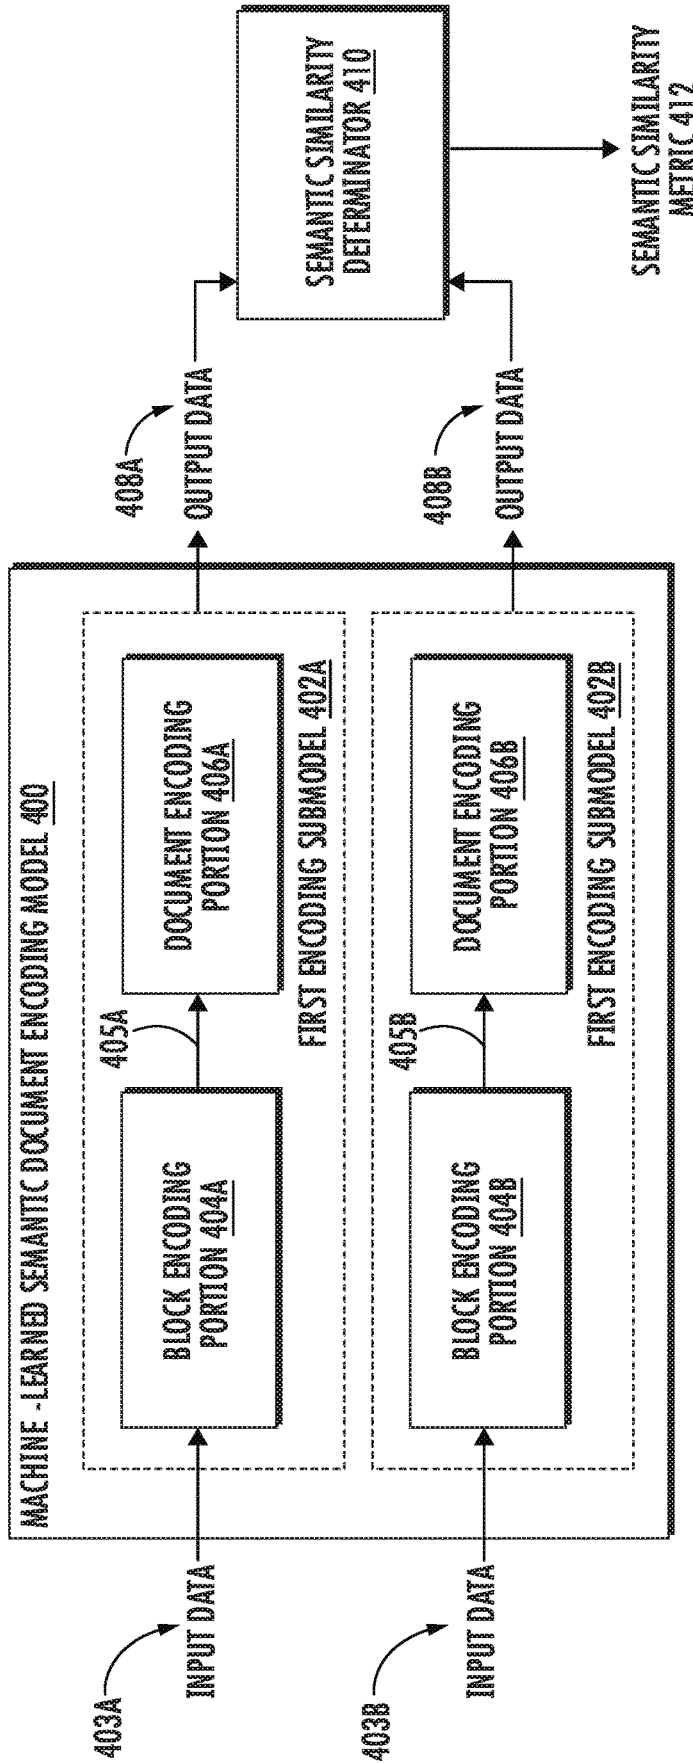 MACHINE - LEARNED SEMANTIC DOCUMENT ENCODING MODEL 400
403A
INPUT DATA
BLOCK ENCODING
PORTION 404A
405A
DOCUMENT ENCODING
PORTION 406A
FIRST ENCODING SUBMODEL 402A
408A
OUTPUT DATA
403B
INPUT DATA
BLOCK ENCODING
PORTION 404B
405B
DOCUMENT ENCODING
PORTION 406B
FIRST ENCODING SUBMODEL 402B
408B
OUTPUT DATA
SEMANTIC SIMILARITY
DETERMINATOR 410
SEMANTIC SIMILARITY
METRIC 412